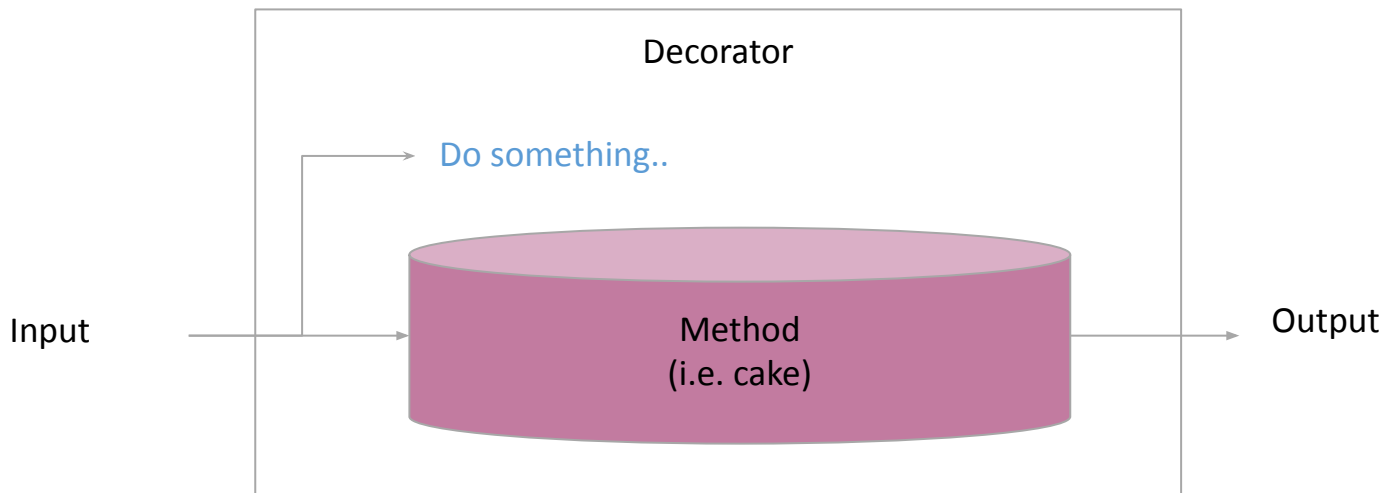 Decorator
Do something..
Input
Method
(i.e. cake)
Output